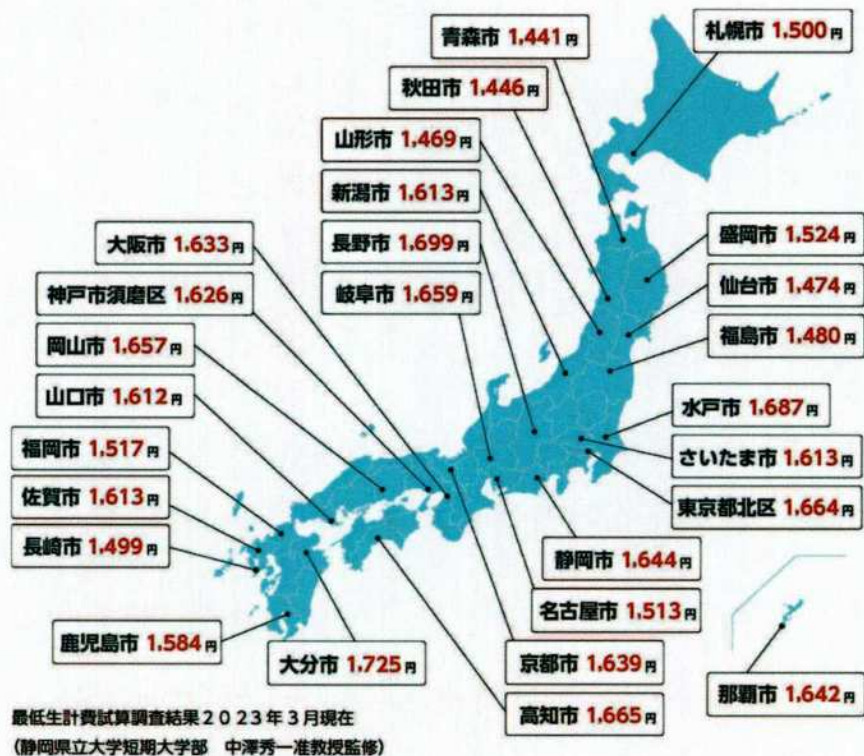 青森市 1,441円
札幌市 1,500円
秋田市 1,446円
山形市 1,469円
新潟市 1,613円
大阪市 1,633円
長野市 1,699円
盛岡市 1,524円
神戸市須磨区 1,626円
岐阜市 1,659円
仙台市 1,474円
岡山市 1,657円
福島市 1,480円
山口市 1,612円
水戸市 1,687円
福岡市 1,517円
さいたま市 1,613円
佐賀市 1,613円
東京都北区 1,664円
長崎市 1,499円
静岡市 1,644円
名古屋市 1,513円
鹿児島市 1,584円
大分市 1,725円
京都市 1,639円
那覇市 1,642円
高知市 1,665円
最低生計費試算調査結果2023年3月現在
(静岡県立大学短期大学部 中澤秀一准教授監修)